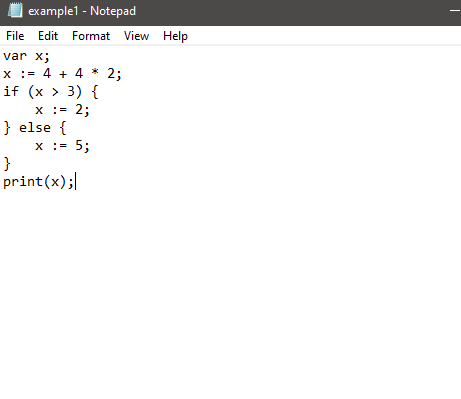 example1 - Notepad
File Edit Format View Help
var x;
x := 4 + 4 * 2;
if (x > 3) {
    x := 2;
} else {
    x := 5;
}
print(x);